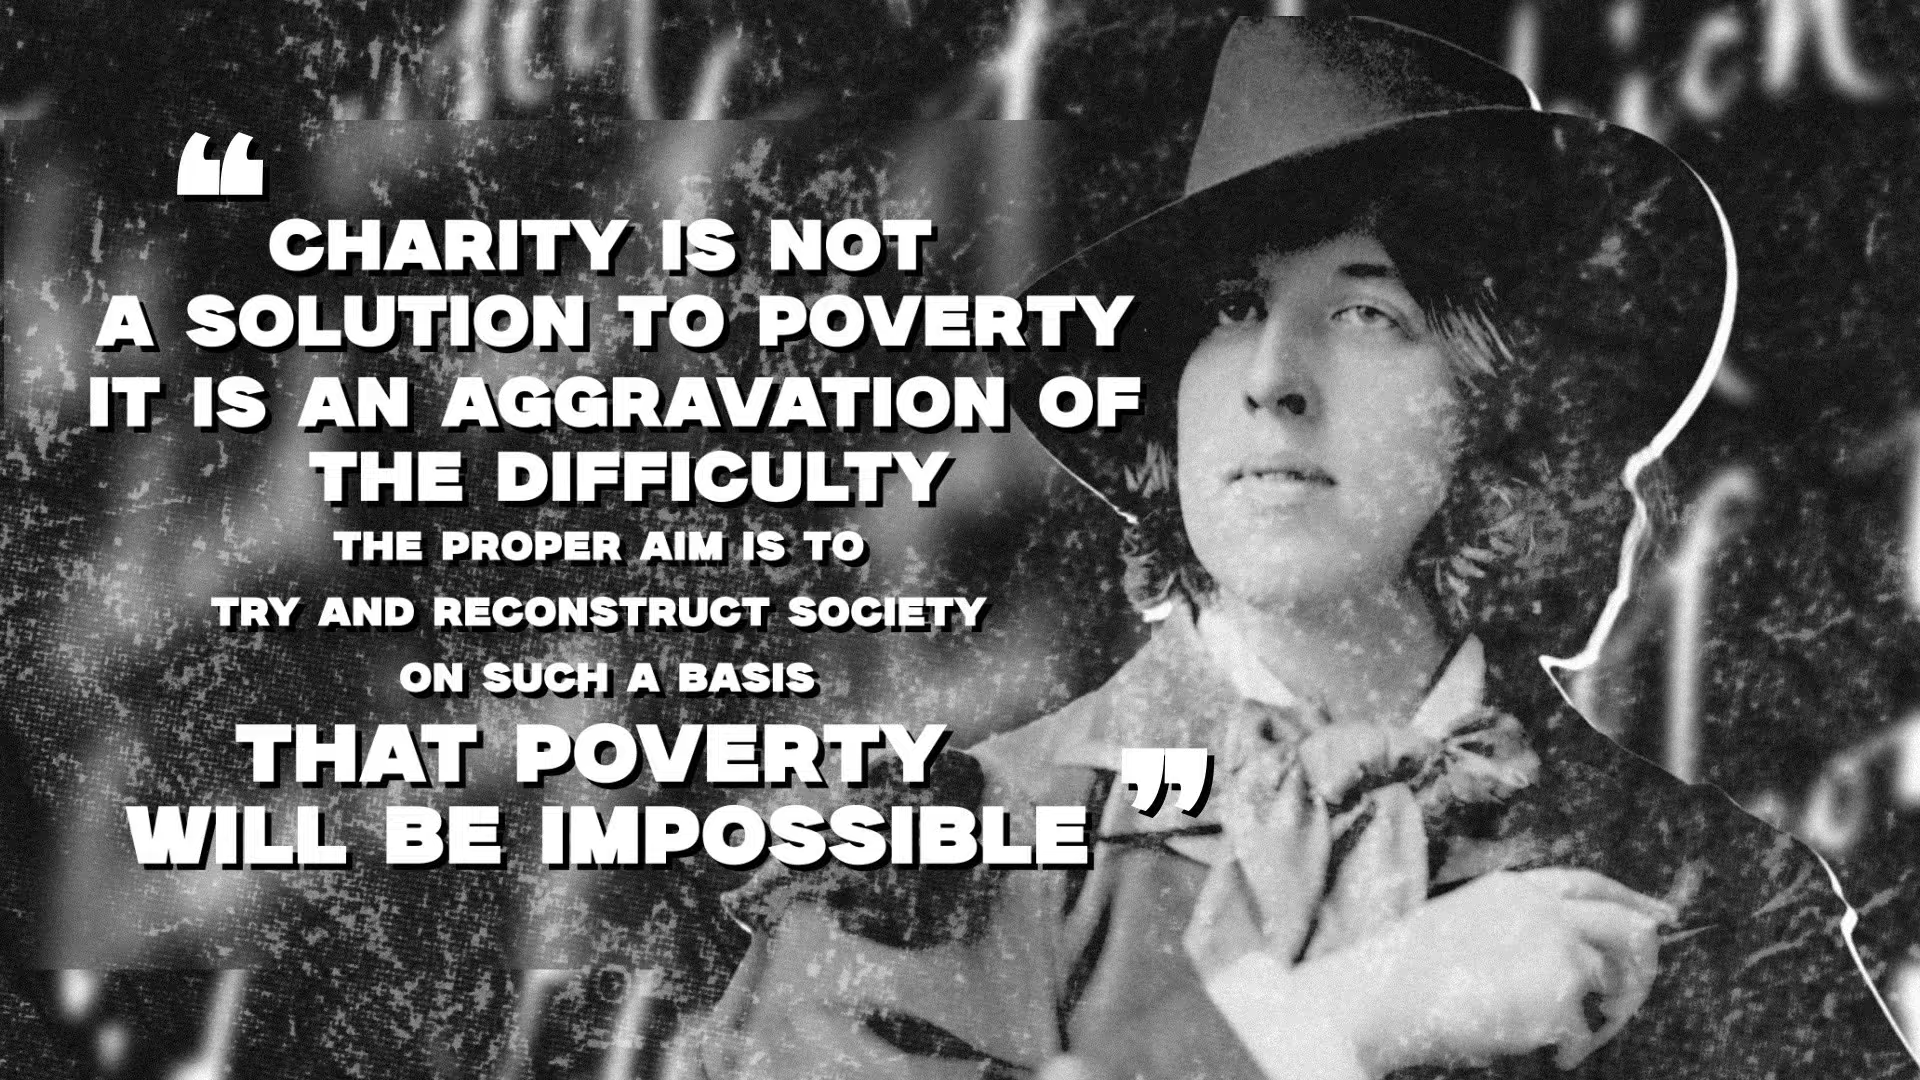 “
CHARITY IS NOT
A SOLUTION TO POVERTY
IT IS AN AGGRAVATION OF
THE DIFFICULTY
THE PROPER AIM IS TO
TRY AND RECONSTRUCT SOCIETY
ON SUCH A BASIS
THAT POVERTY
WILL BE IMPOSSIBLE ”